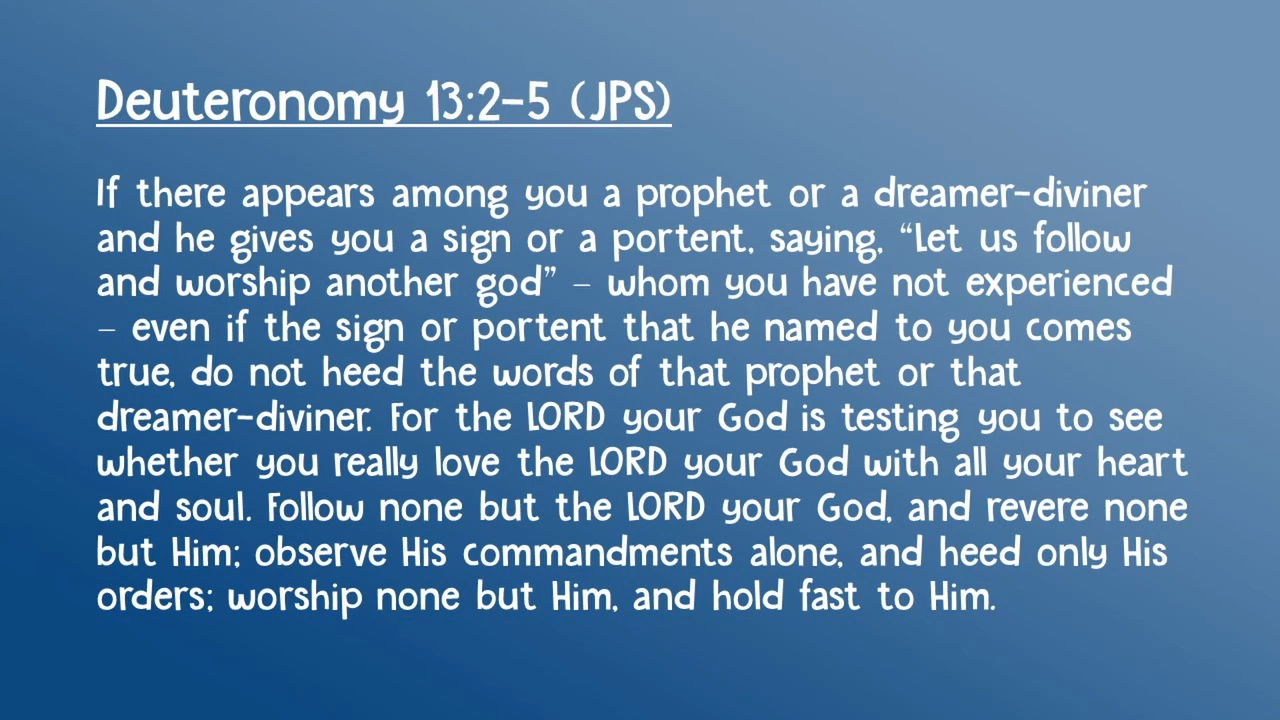 Deuteronomy 13:2-5 (JPS)
If there appears among you a prophet or a dreamer-diviner
and he gives you a sign or a portent, saying, “Let us follow
and worship another god” – whom you have not experienced
– even if the sign or portent that he named to you comes
true, do not heed the words of that prophet or that
dreamer-diviner. For the LORD your God is testing you to see
whether you really love the LORD your God with all your heart
and soul. Follow none but the LORD your God, and revere none
but Him; observe His commandments alone, and heed only His
orders; worship none but Him, and hold fast to Him.